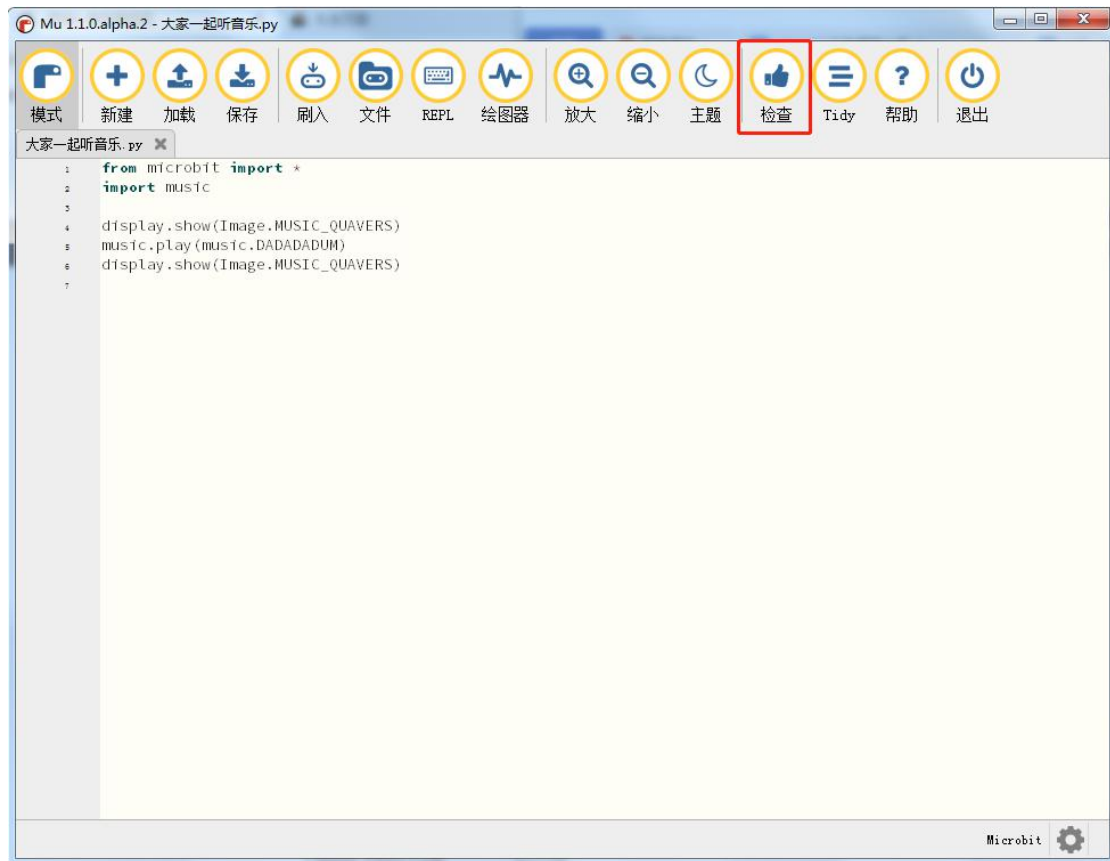 Mu 1.1.0.alpha.2 - 大家一起听音乐.py
模式 新建 加载 保存 刷入 文件 REPL 绘图器 放大 缩小 主题 检查 Tidy 帮助 退出
大家一起听音乐.py
1 from microbit import *
2 import music
3
4 display.show(Image.MUSIC_QUAVERS)
5 music.play(music.DADADADUM)
6 display.show(Image.MUSIC_QUAVERS)
7
Microbit